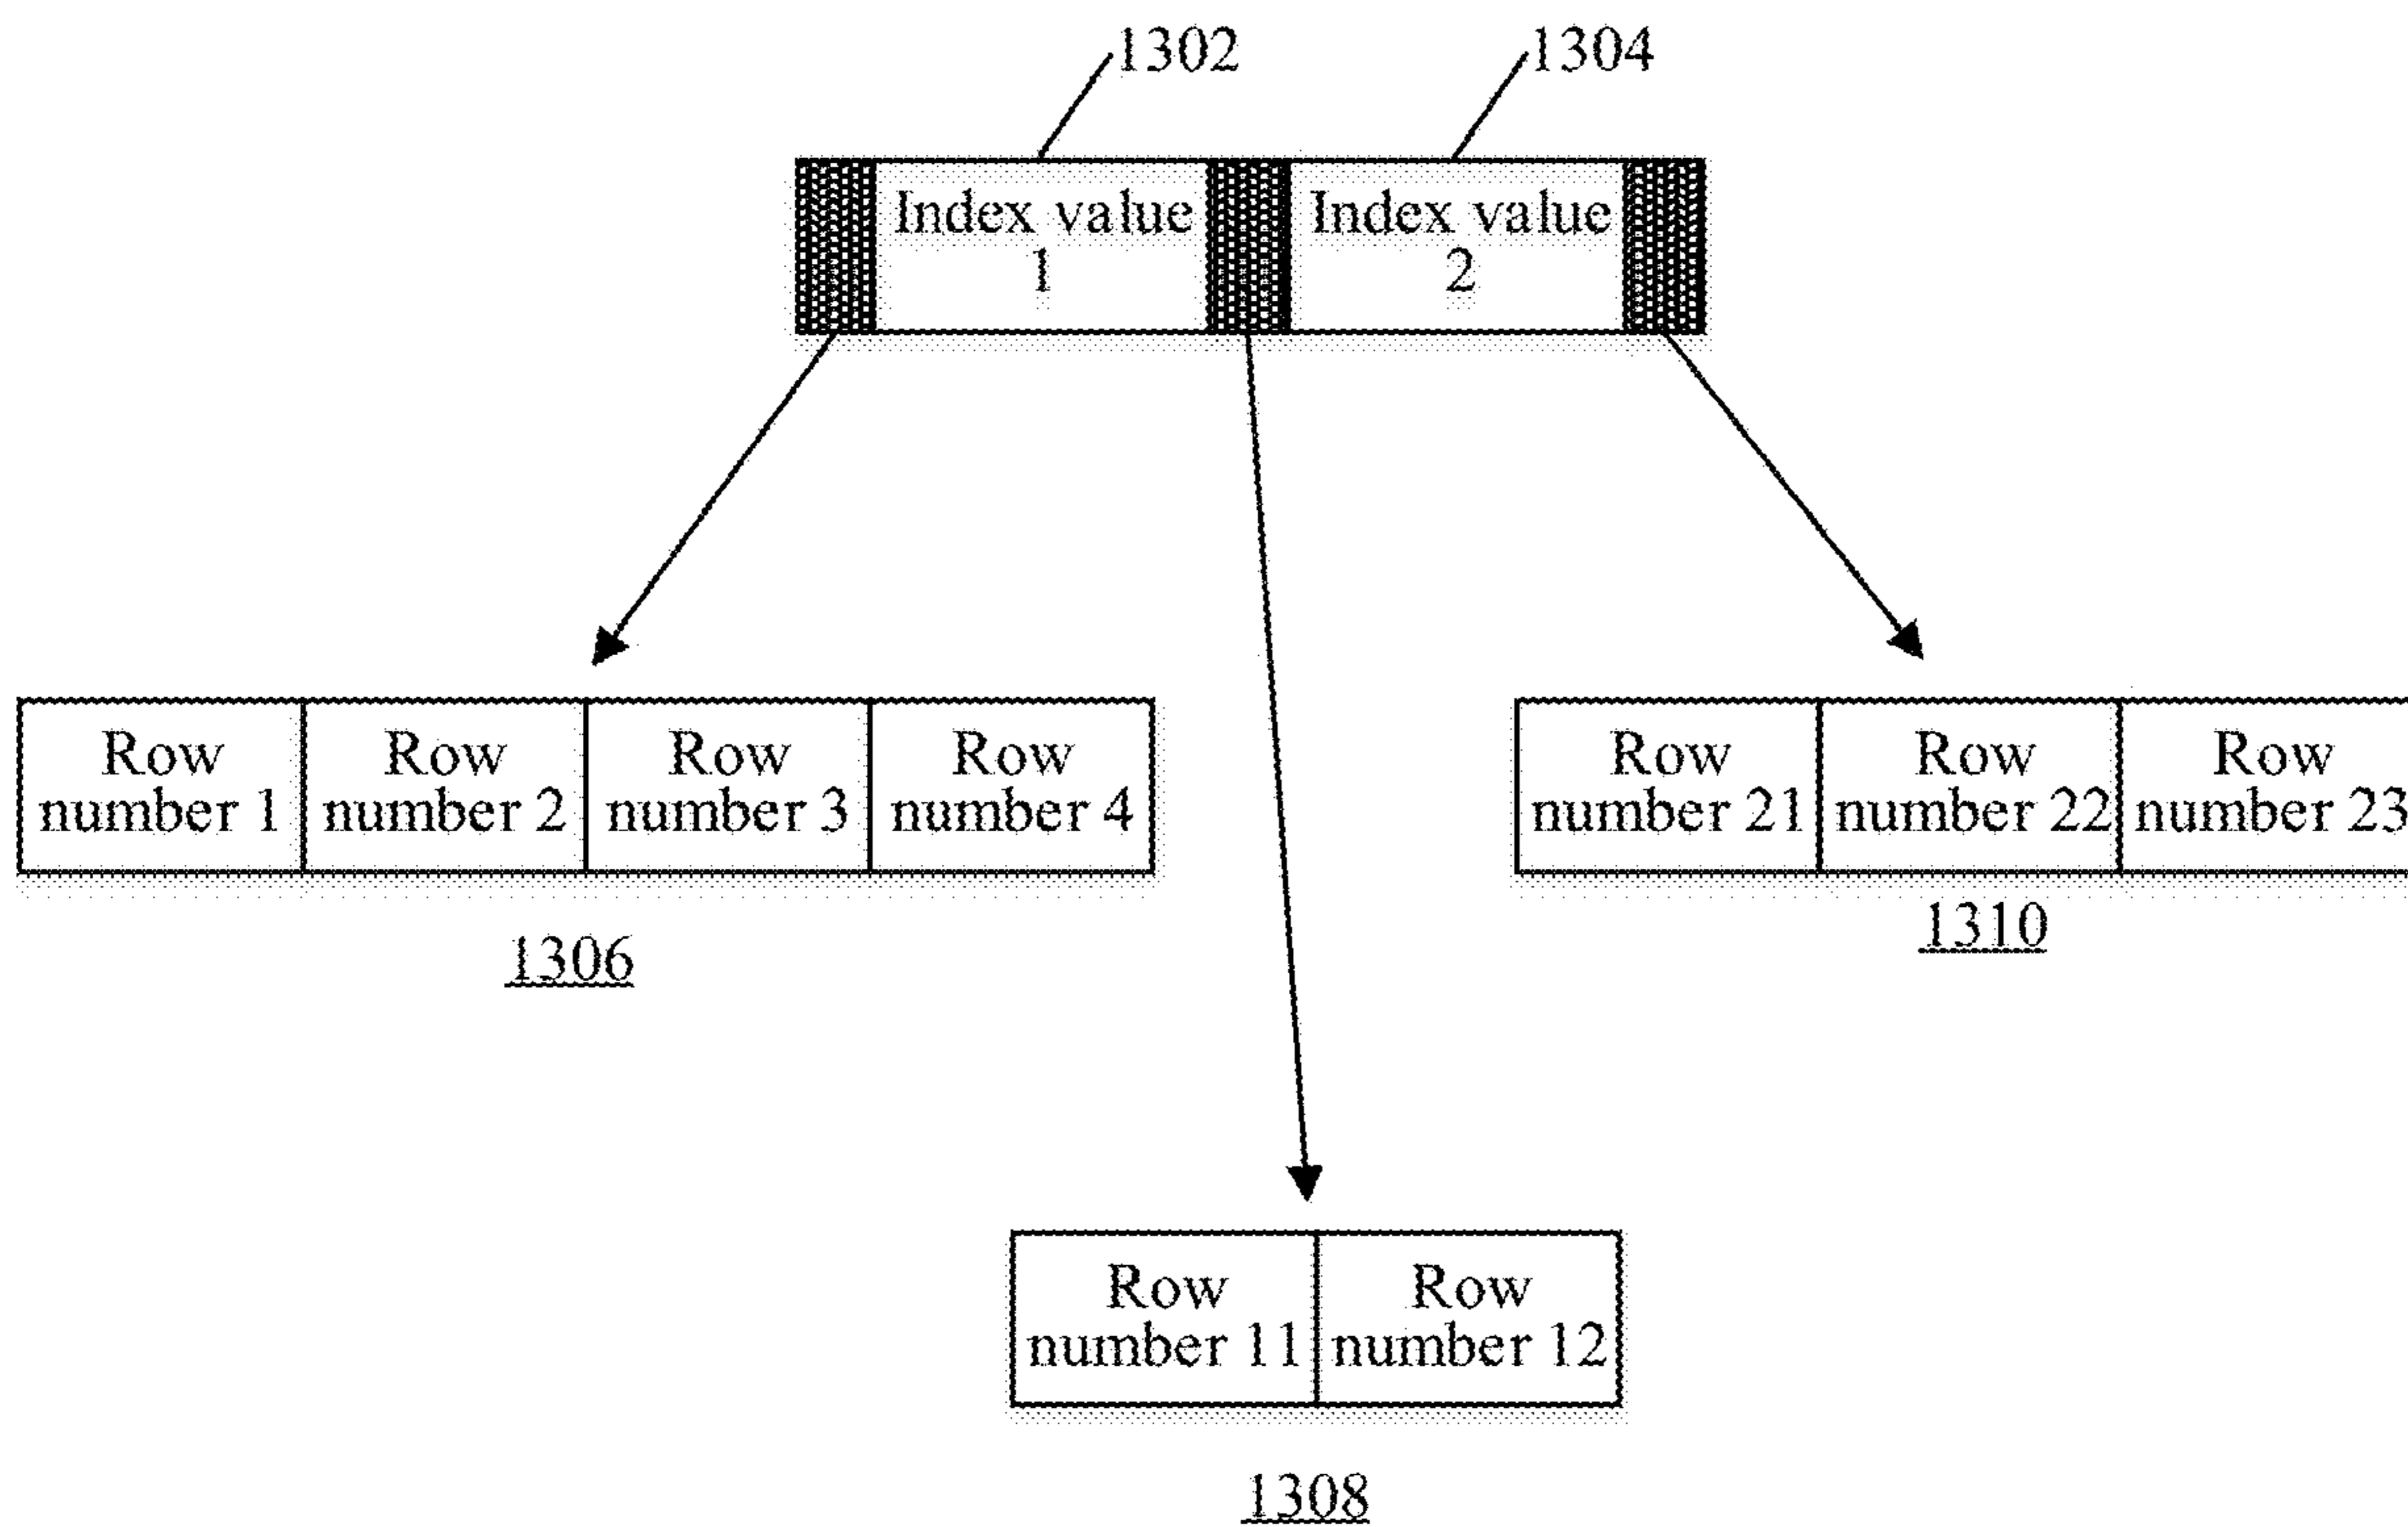 1302
1304
Index value
1
Index value
2
Row
number 1
Row
number 2
Row
number 3
Row
number 4
Row
number 21
Row
number 22
Row
number 23
1306
1310
Row
number 11
Row
number 12
1308